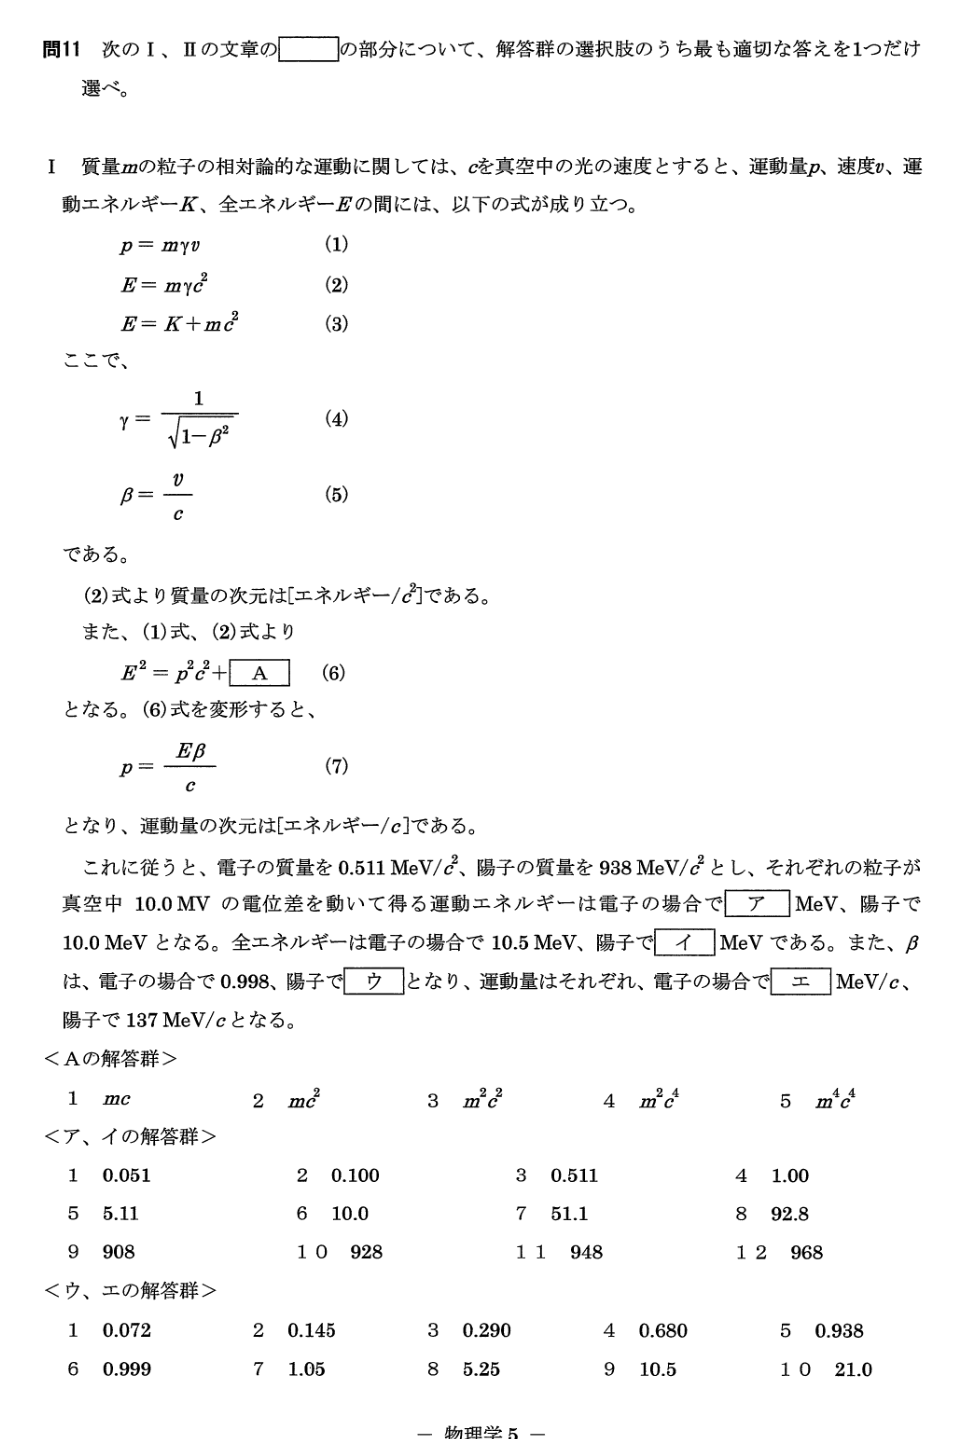 問11 次のⅠ、Ⅱの文章の の部分について、解答群の選択肢のうち最も適切な答えを1つだけ
選べ。
Ⅰ 質量mの粒子の相対論的な運動に関しては、cを真空中の光の速度とすると、運動量p、速度v、運
動エネルギーK、全エネルギーEの間には、以下の式が成り立つ。
p = mγv (1)
E = mγc² (2)
E = K + mc² (3)
ここで、
γ = 1/√(1−β²) (4)
β = v/c (5)
である。
(2)式より質量の次元は[エネルギー/c²]である。
また、(1)式、(2)式より
E² = p²c² + A (6)
となる。(6)式を変形すると、
p = Eβ/c (7)
となり、運動量の次元は[エネルギー/c]である。
これに従うと、電子の質量を 0.511 MeV/c²、陽子の質量を 938 MeV/c² とし、それぞれの粒子が
真空中 10.0 MV の電位差を動いて得る運動エネルギーは電子の場合で ア MeV、陽子で
10.0 MeV となる。全エネルギーは電子の場合で 10.5 MeV、陽子で イ MeV である。また、β
は、電子の場合で 0.998、陽子で ウ となり、運動量はそれぞれ、電子の場合で エ MeV/c、
陽子で 137 MeV/c となる。
＜Aの解答群＞
1 mc 2 mc² 3 m²c² 4 m²c⁴ 5 m⁴c⁴
＜ア、イの解答群＞
1 0.051 2 0.100 3 0.511 4 1.00
5 5.11 6 10.0 7 51.1 8 92.8
9 908 10 928 11 948 12 968
＜ウ、エの解答群＞
1 0.072 2 0.145 3 0.290 4 0.680 5 0.938
6 0.999 7 1.05 8 5.25 9 10.5 10 21.0
－ 物理学 5 －